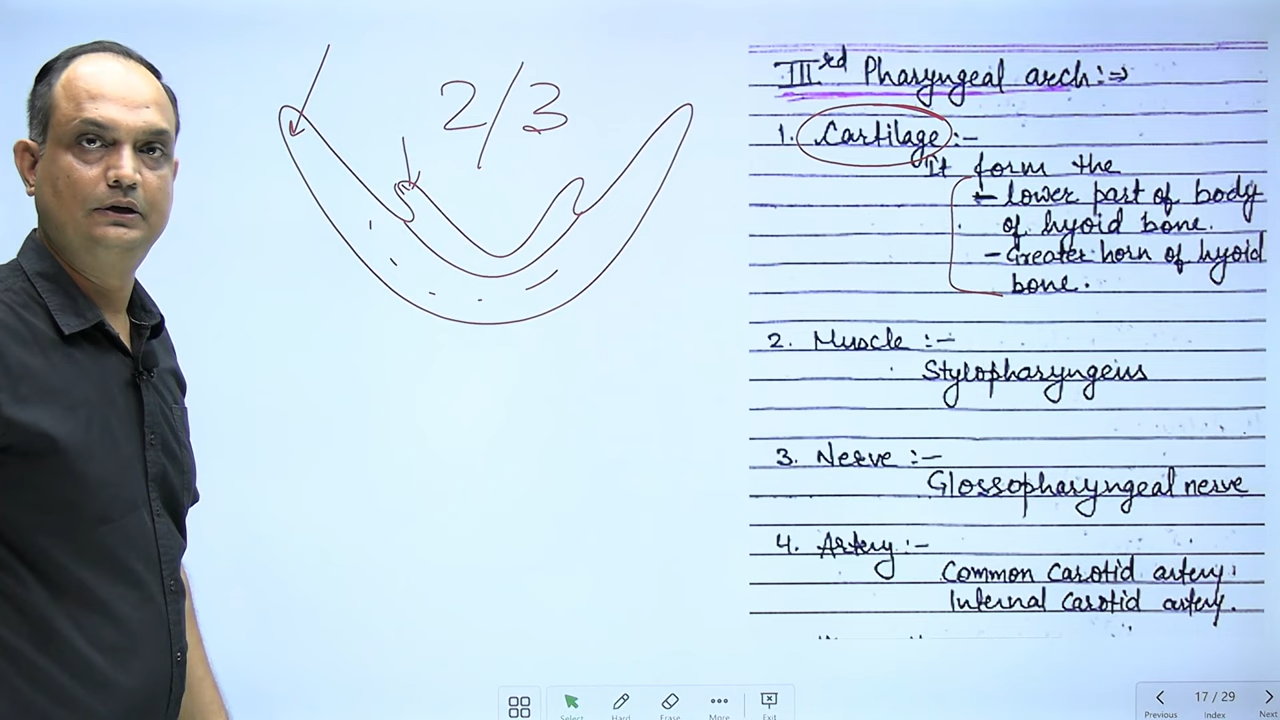 2/3
IIIrd Pharyngeal arch:⇒
1. Cartilage:-
It form the
- lower part of body
of hyoid bone.
- Greater horn of hyoid
bone.
2. Muscle :-
Stylopharyngeus
3. Nerve :-
Glossopharyngeal nerve
4. Artery:-
Common Carotid artery.
Internal Carotid artery.
Select
Hard
Erase
More
Exit
17 / 29
Previous
Index
Next